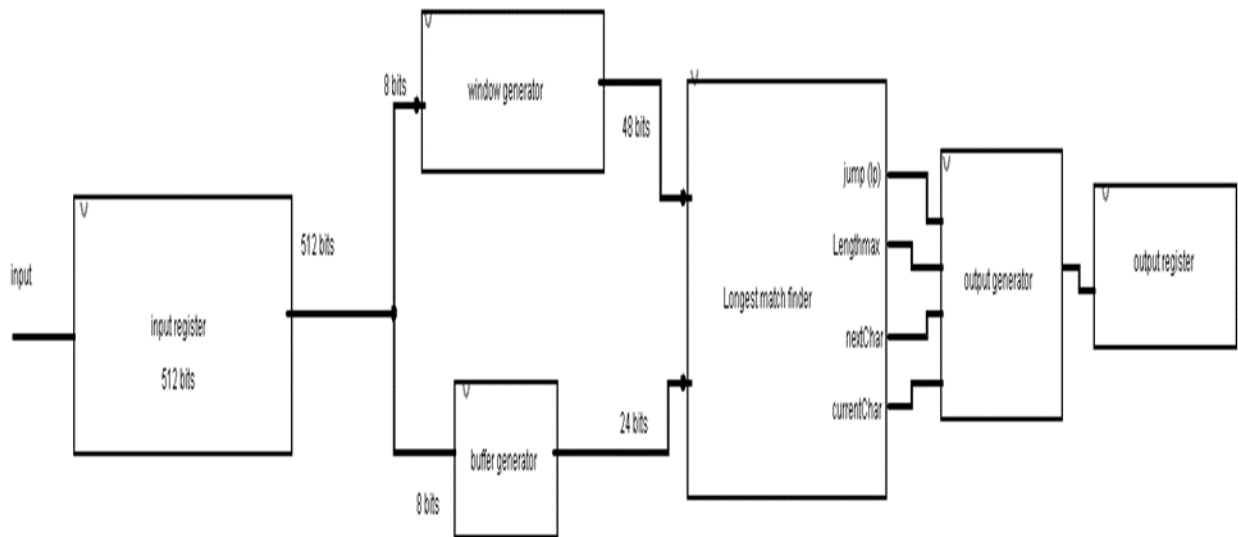 input
input register
512 bits
512 bits
8 bits
window generator
48 bits
8 bits
buffer generator
24 bits
Longest match finder
jump (lp)
Lengthmax
nextChar
currentChar
output generator
output register